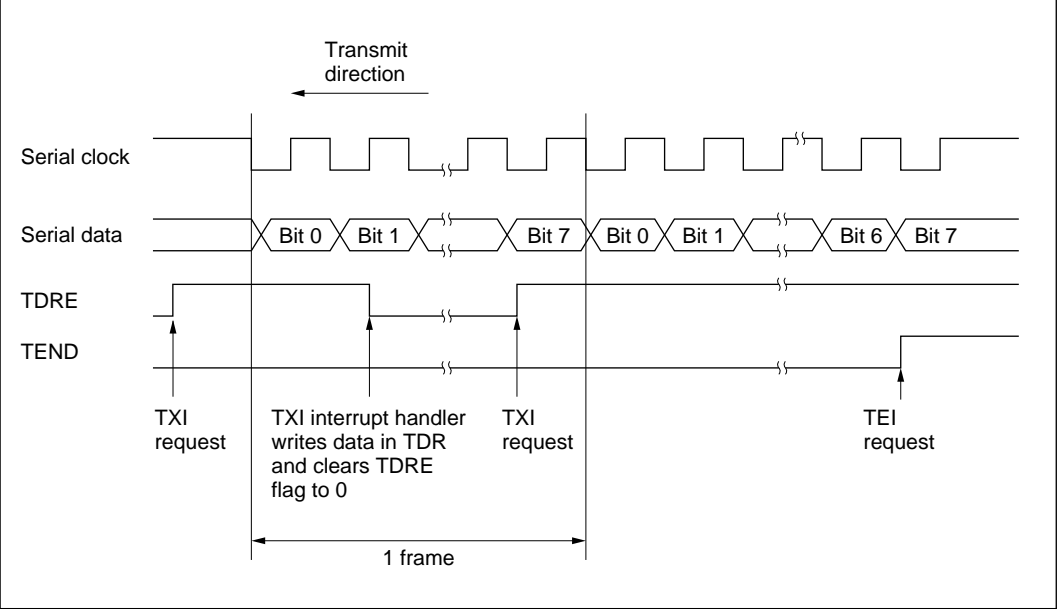 Transmit
direction
Serial clock
Serial data
Bit 0
Bit 1
Bit 7
Bit 0
Bit 1
Bit 6
Bit 7
TDRE
TEND
TXI
request
TXI interrupt handler
writes data in TDR
and clears TDRE
flag to 0
TXI
request
TEI
request
1 frame